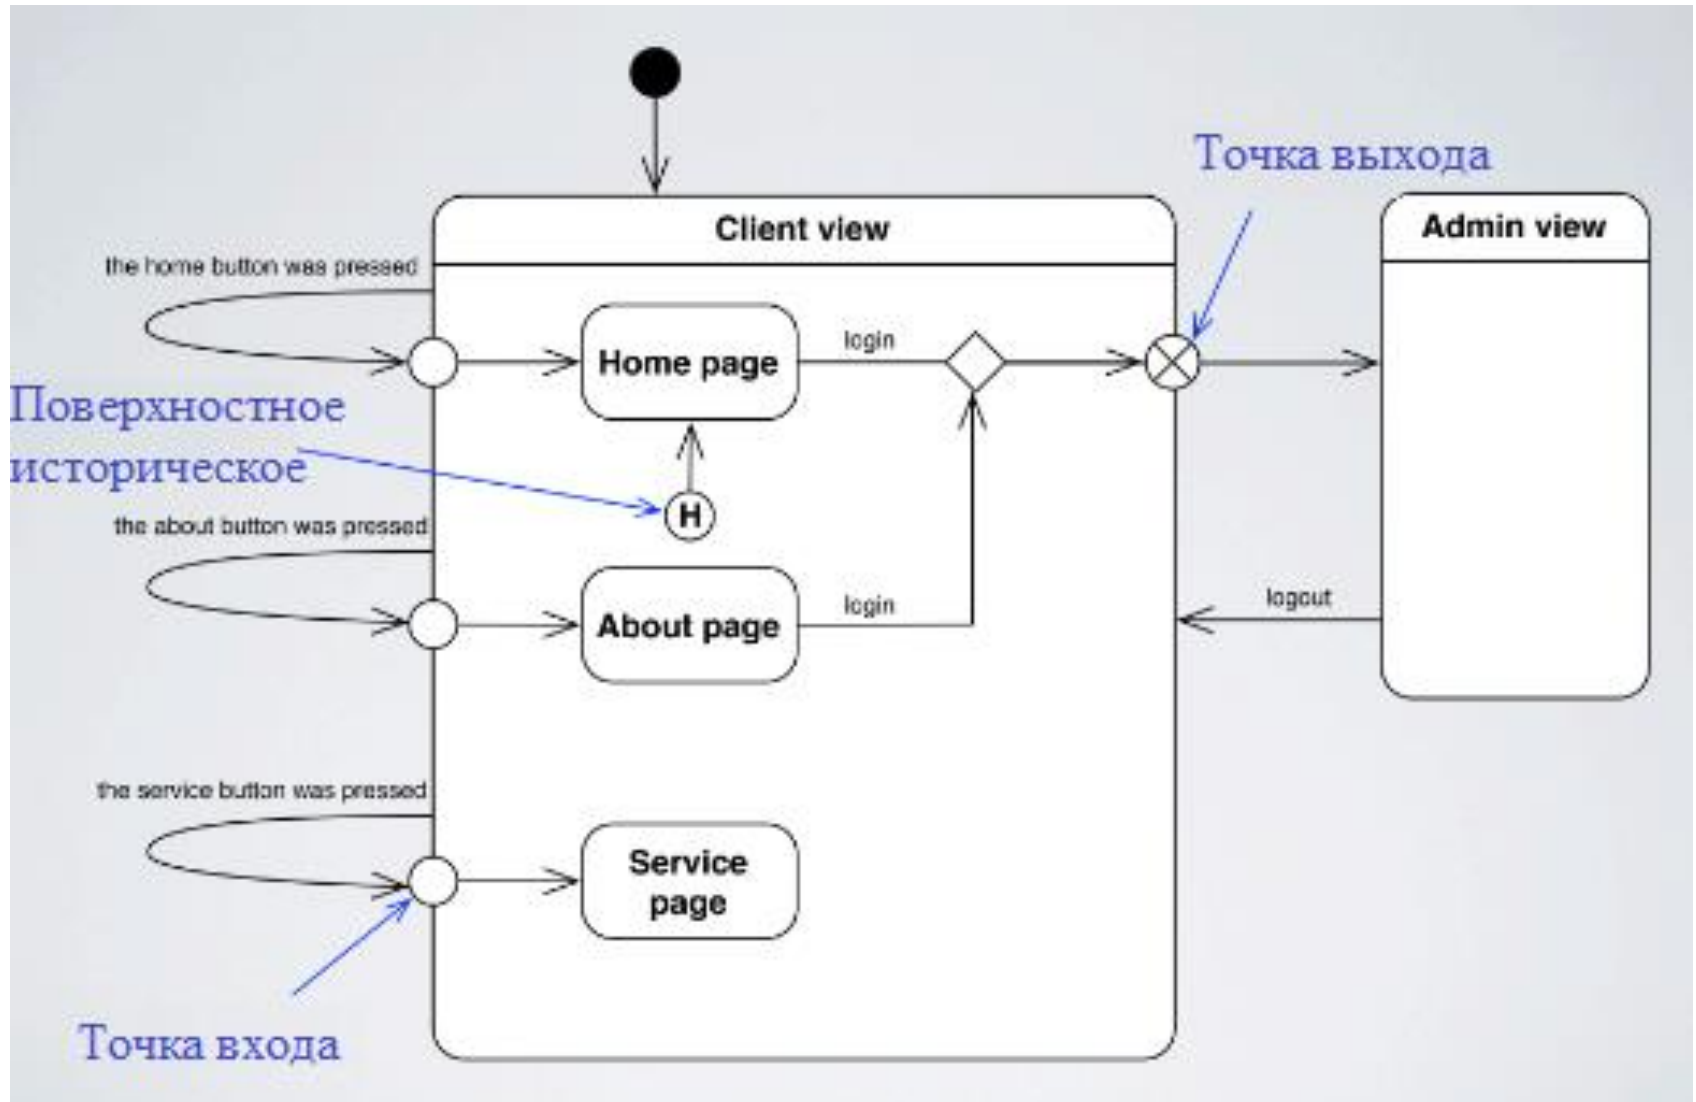 Точка выхода
Client view
Admin view
the home button was pressed
Home page
login
Поверхностное
историческое
H
the about button was pressed
About page
login
logout
the service button was pressed
Service
page
Точка входа